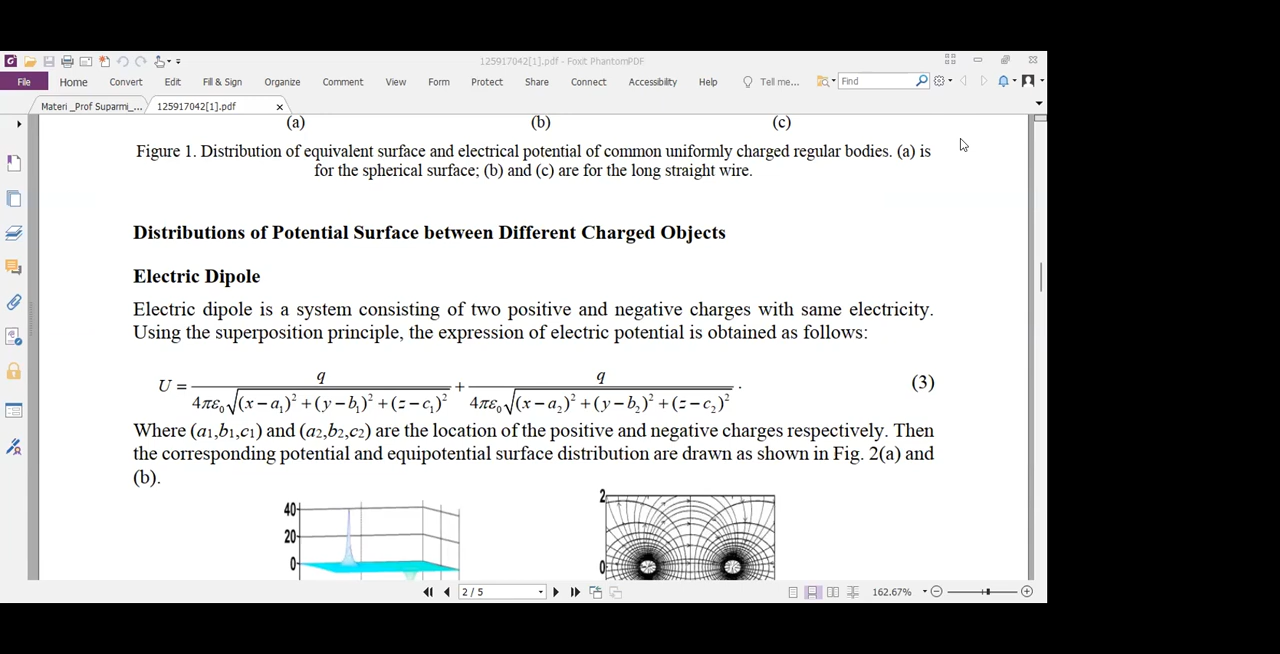 125917042[1].pdf - Foxit PhantomPDF
File Home Convert Edit Fill & Sign Organize Comment View Form Protect Share Connect Accessibility Help Tell me... Find
Materi _Prof Suparmi_... 125917042[1].pdf
(a) (b) (c)
Figure 1. Distribution of equivalent surface and electrical potential of common uniformly charged regular bodies. (a) is
for the spherical surface; (b) and (c) are for the long straight wire.
Distributions of Potential Surface between Different Charged Objects
Electric Dipole
Electric dipole is a system consisting of two positive and negative charges with same electricity.
Using the superposition principle, the expression of electric potential is obtained as follows:
U = q / (4πε₀√((x−a₁)² + (y−b₁)² + (z−c₁)²)) + q / (4πε₀√((x−a₂)² + (y−b₂)² + (z−c₂)²)). (3)
Where (a₁,b₁,c₁) and (a₂,b₂,c₂) are the location of the positive and negative charges respectively. Then
the corresponding potential and equipotential surface distribution are drawn as shown in Fig. 2(a) and
(b).
40 2
20
0 0
2 / 5 162.67%